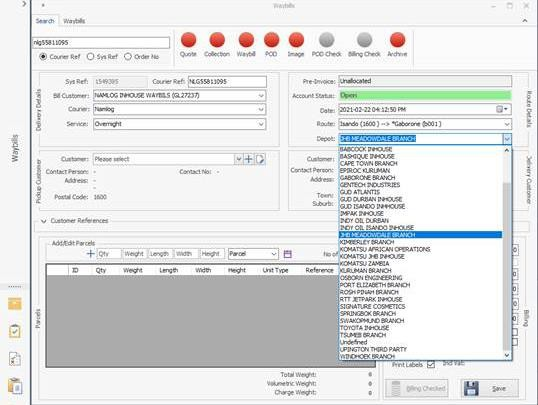 Waybills
Search Waybills
nlg55811095
Courier Ref Sys Ref Order No
Quote Collection Waybill POD Image POD Check Billing Check Archive
Waybills
Delivery Details
Sys Ref: 1549395 Courier Ref: NLG55811095
Bill Customer: NAMLOG INHOUSE WAYBILS (GL27237)
Courier: Namlog
Service: Overnight
Pre-Invoice: Unallocated
Account Status: Open
Date: 2021-02-22 04:12:50 PM
Route: Isando (1600 ) --> *Gaborone (b001 )
Depot: JHB MEADOWDALE BRANCH
Route Details
Pickup Customer
Customer: Please select
Contact Person: - Contact No: -
Address: -
-
Postal Code: 1600
Customer:
Contact Person:
Address:
Town:
Suburb:
Delivery Customer
BABCOCK INHOUSE
BASHIQUE INHOUSE
CAPE TOWN BRANCH
EPIROC KURUMAN
GABORONE BRANCH
GENTECH INDUSTRIES
GUD ATLANTIS
GUD DURBAN INHOUSE
GUD ISANDO INHOUSE
IMPAK INHOUSE
INDY OIL DURBAN
INDY OIL ISANDO INHOUSE
JHB MEADOWDALE BRANCH
KIMBERLEY BRANCH
KOMATSU AFRICAN OPERATIONS
KOMATSU JHB INHOUSE
KOMATSU ZAMBIA
KURUMAN BRANCH
OSBORN ENGINEERING
PORT ELIZABETH BRANCH
ROSH PINAH BRANCH
RTT JETPARK INHOUSE
SIGNATURE COSMETICS
SPRINGBOK BRANCH
SWAKOPMUND BRANCH
TOYOTA INHOUSE
TSUMEB BRANCH
Undefined
UPINGTON THIRD PARTY
WINDHOEK BRANCH
Customer References
Parcels
Add/Edit Parcels
Qty Weight Length Width Height Parcel No of
ID Qty Weight Length Width Height Unit Type Reference
Total Weight: 0
Volumetric Weight: 0
Charge Weight: 0
Billing
Print Labels Ind Vat:
Billing Checked Save